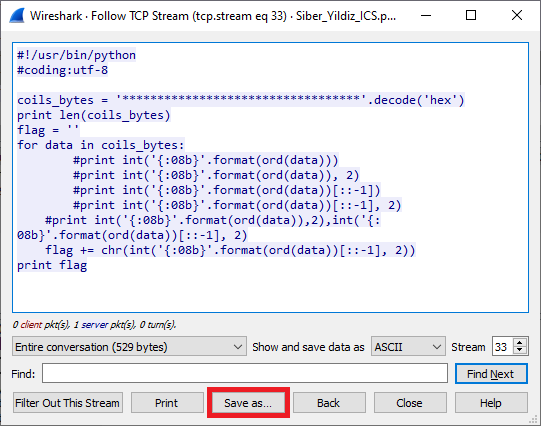 Wireshark · Follow TCP Stream (tcp.stream eq 33) · Siber_Yildiz_ICS.p...
#!/usr/bin/python
#coding:utf-8
coils_bytes = '**********************************'.decode('hex')
print len(coils_bytes)
flag = ''
for data in coils_bytes:
#print int('{:08b}'.format(ord(data)))
#print int('{:08b}'.format(ord(data)), 2)
#print int('{:08b}'.format(ord(data))[::-1])
#print int('{:08b}'.format(ord(data))[::-1], 2)
#print int('{:08b}'.format(ord(data)),2),int('{:
08b}'.format(ord(data))[::-1], 2)
flag += chr(int('{:08b}'.format(ord(data))[::-1], 2))
print flag
0 client pkt(s), 1 server pkt(s), 0 turn(s).
Entire conversation (529 bytes) Show and save data as ASCII Stream 33
Find: Find Next
Filter Out This Stream Print Save as... Back Close Help